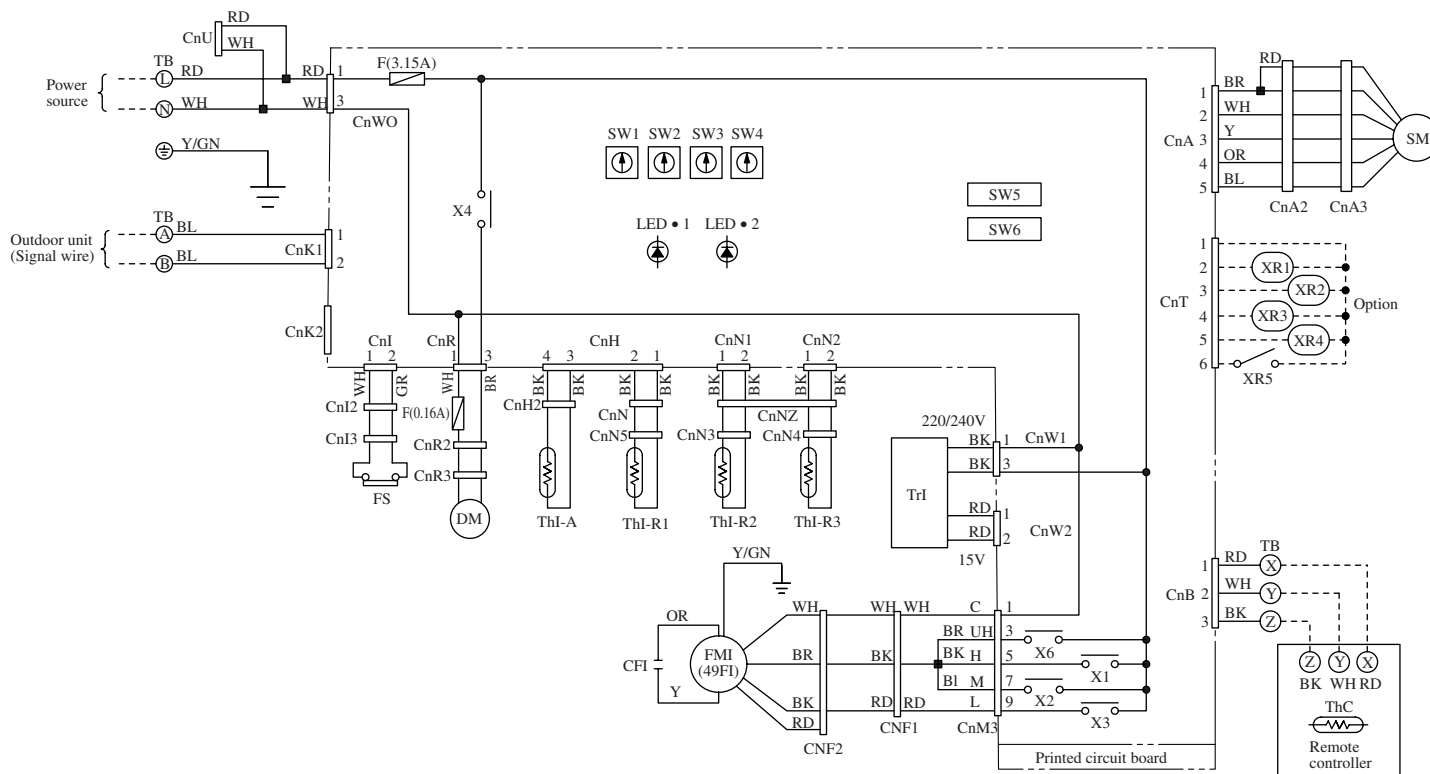 CnU
RD
WH
TB
L
RD
RD
1
F(3.15A)
Power
source
N
WH
WH
3
CnWO
Y/GN
SW1
SW2
SW3
SW4
X4
SW5
SW6
LED • 1
LED • 2
TB
A
BL
1
Outdoor unit
(Signal wire)
CnK1
B
BL
2
CnK2
RD
1
BR
2
WH
CnA
3
Y
4
OR
5
BL
SM
CnA2
CnA3
1
2
XR1
3
XR2
CnT
Option
4
XR3
5
XR4
6
XR5
CnI
CnR
CnH
CnN1
CnN2
1
2
1
3
4
3
2
1
1
2
1
2
WH
GR
WH
BR
BK
BK
BK
BK
BK
BK
BK
BK
CnI2
F(0.16A)
CnH2
CnN
CnNZ
CnI3
CnR2
CnN5
CnN3
CnN4
CnR3
FS
DM
ThI-A
ThI-R1
ThI-R2
ThI-R3
220/240V
BK
1
CnW1
BK
3
TrI
RD
1
RD
2
CnW2
15V
Y/GN
OR
CFI
FMI
(49FI)
Y
WH
WH
WH
C
1
BR
UH
3
X6
BR
BK
BK
H
5
X1
Bl
M
7
X2
BK
RD
RD
L
9
X3
RD
CNF2
CNF1
CnM3
Printed circuit board
TB
1
RD
X
CnB
2
WH
Y
3
BK
Z
Z
Y
X
BK
WH
RD
ThC
Remote
controller